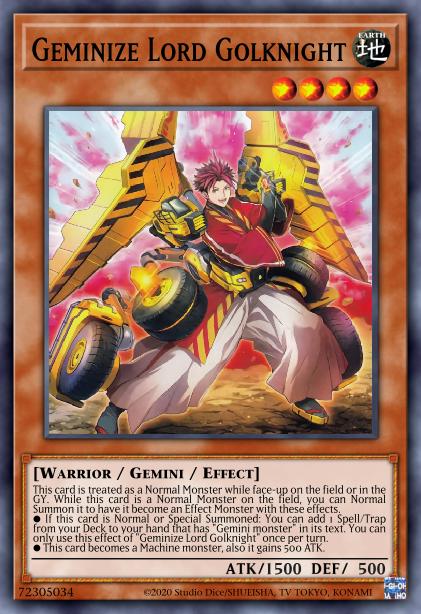 GEMINIZE LORD GOLKNIGHT
EARTH
地
[WARRIOR / GEMINI / EFFECT]
This card is treated as a Normal Monster while face-up on the field or in the
GY. While this card is a Normal Monster on the field, you can Normal
Summon it to have it become an Effect Monster with these effects.
● If this card is Normal or Special Summoned: You can add 1 Spell/Trap
from your Deck to your hand that has "Gemini monster" in its text. You can
only use this effect of "Geminize Lord Golknight" once per turn.
● This card becomes a Machine monster, also it gains 500 ATK.
ATK/1500 DEF/ 500
72305034
©2020 Studio Dice/SHUEISHA, TV TOKYO, KONAMI